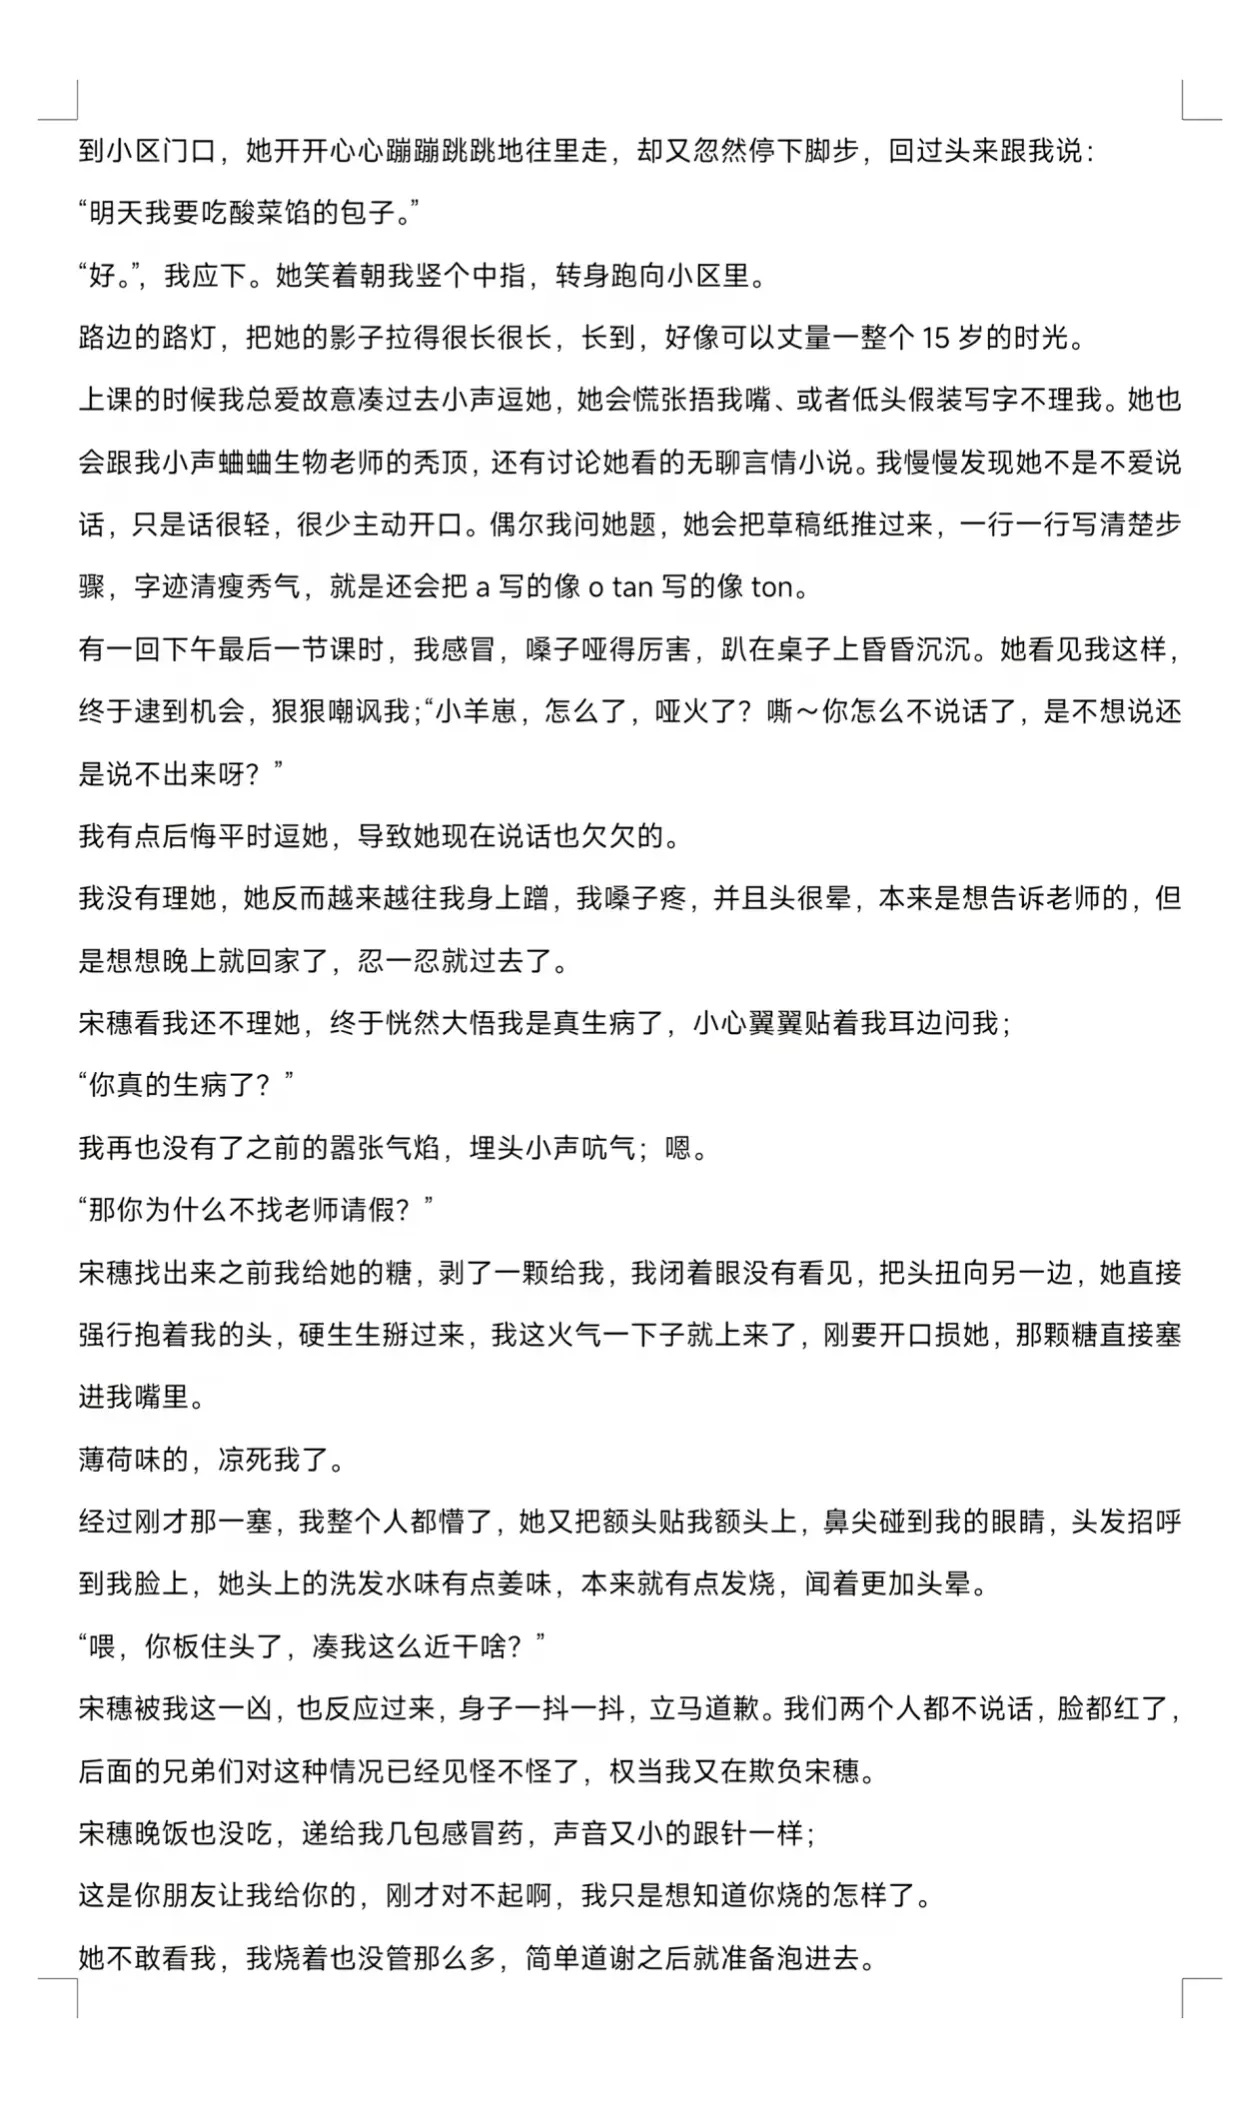 到小区门口，她开开心心蹦蹦跳跳地往里走，却又忽然停下脚步，回过头来跟我说：
“明天我要吃酸菜馅的包子。”
“好。”，我应下。她笑着朝我竖个中指，转身跑向小区里。
路边的路灯，把她的影子拉得很长很长，长到，好像可以丈量一整个 15 岁的时光。
上课的时候我总爱故意凑过去小声逗她，她会慌张捂我嘴、或者低头假装写字不理我。她也
会跟我小声蛐蛐生物老师的秃顶，还有讨论她看的无聊言情小说。我慢慢发现她不是不爱说
话，只是话很轻，很少主动开口。偶尔我问她题，她会把草稿纸推过来，一行一行写清楚步
骤，字迹清瘦秀气，就是还会把 a 写的像 o tan 写的像 ton。
有一回下午最后一节课时，我感冒，嗓子哑得厉害，趴在桌子上昏昏沉沉。她看见我这样，
终于逮到机会，狠狠嘲讽我;“小羊崽，怎么了，哑火了？嘶～你怎么不说话了，是不想说还
是说不出来呀？”
我有点后悔平时逗她，导致她现在说话也欠欠的。
我没有理她，她反而越来越往我身上蹭，我嗓子疼，并且头很晕，本来是想告诉老师的，但
是想想晚上就回家了，忍一忍就过去了。
宋穗看我还不理她，终于恍然大悟我是真生病了，小心翼翼贴着我耳边问我；
“你真的生病了？”
我再也没有了之前的嚣张气焰，埋头小声吭气；嗯。
“那你为什么不找老师请假？”
宋穗找出来之前我给她的糖，剥了一颗给我，我闭着眼没有看见，把头扭向另一边，她直接
强行抱着我的头，硬生生掰过来，我这火气一下子就上来了，刚要开口损她，那颗糖直接塞
进我嘴里。
薄荷味的，凉死我了。
经过刚才那一塞，我整个人都懵了，她又把额头贴我额头上，鼻尖碰到我的眼睛，头发招呼
到我脸上，她头上的洗发水味有点姜味，本来就有点发烧，闻着更加头晕。
“喂，你板住头了，凑我这么近干啥？”
宋穗被我这一凶，也反应过来，身子一抖一抖，立马道歉。我们两个人都不说话，脸都红了，
后面的兄弟们对这种情况已经见怪不怪了，权当我又在欺负宋穗。
宋穗晚饭也没吃，递给我几包感冒药，声音又小的跟针一样；
这是你朋友让我给你的，刚才对不起啊，我只是想知道你烧的怎样了。
她不敢看我，我烧着也没管那么多，简单道谢之后就准备泡进去。